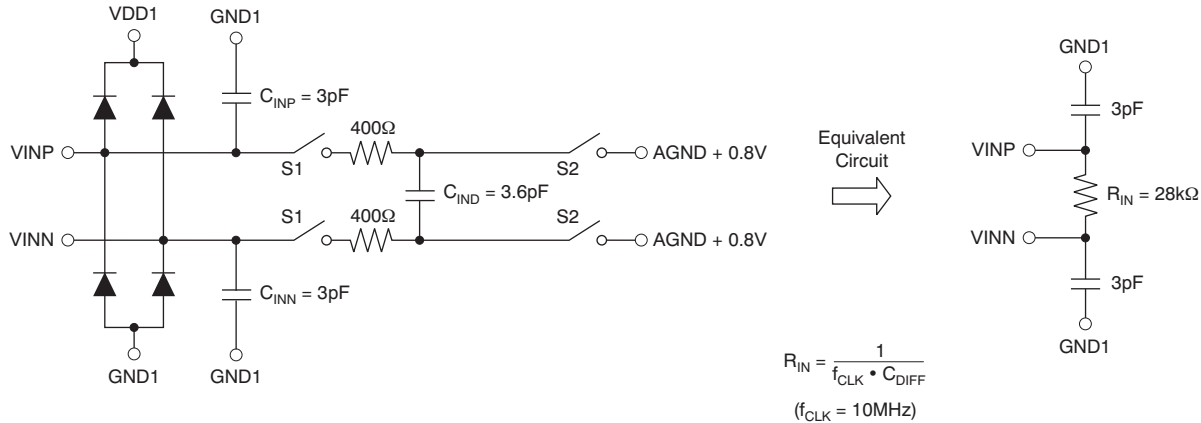 VDD1
GND1
C_INP = 3pF
400Ω
VINP
S1
S2
AGND + 0.8V
C_IND = 3.6pF
400Ω
VINN
S1
S2
AGND + 0.8V
C_INN = 3pF
GND1
GND1
Equivalent
Circuit
GND1
3pF
VINP
R_IN = 28kΩ
VINN
3pF
GND1
R_IN = 1 / f_CLK • C_DIFF
(f_CLK = 10MHz)